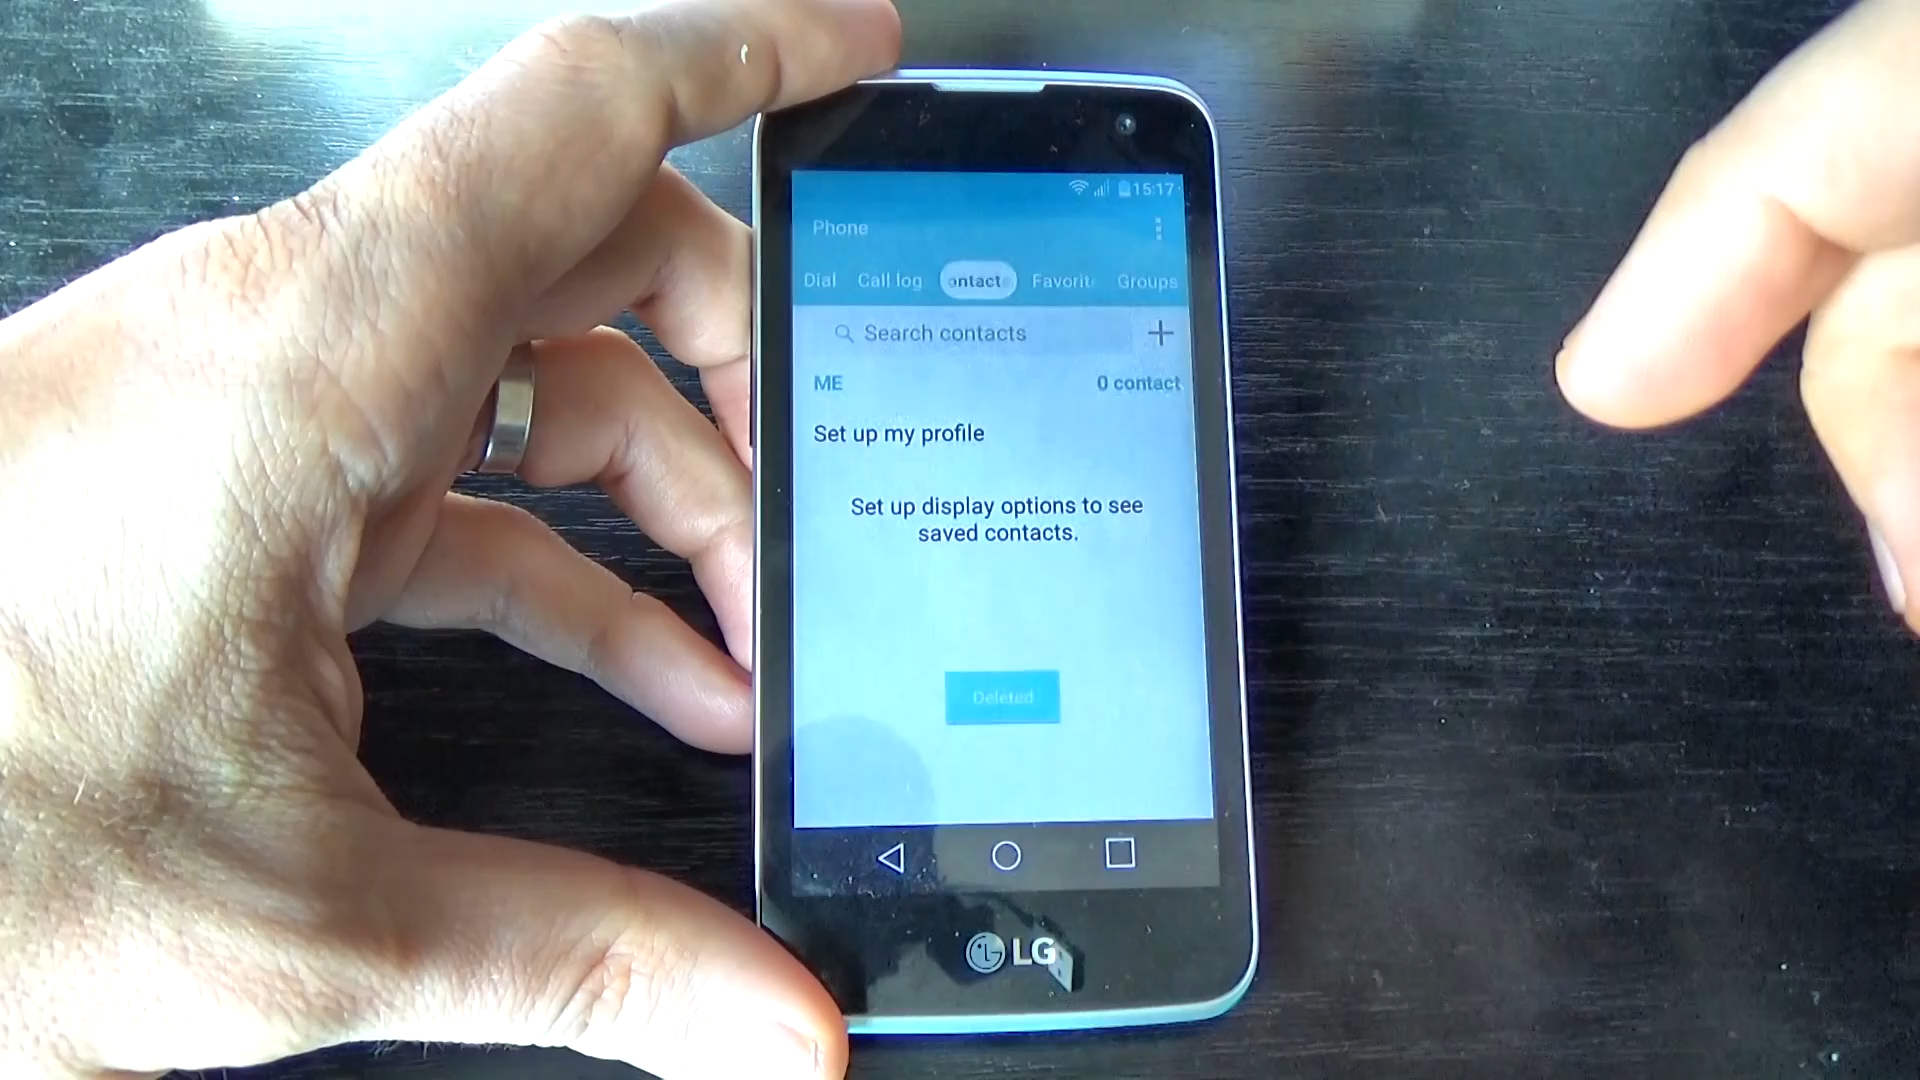 15:17
Phone
Dial Call log ontact Favorit Groups
Search contacts
ME 0 contact
Set up my profile
Set up display options to see
saved contacts.
Deleted
LG LG